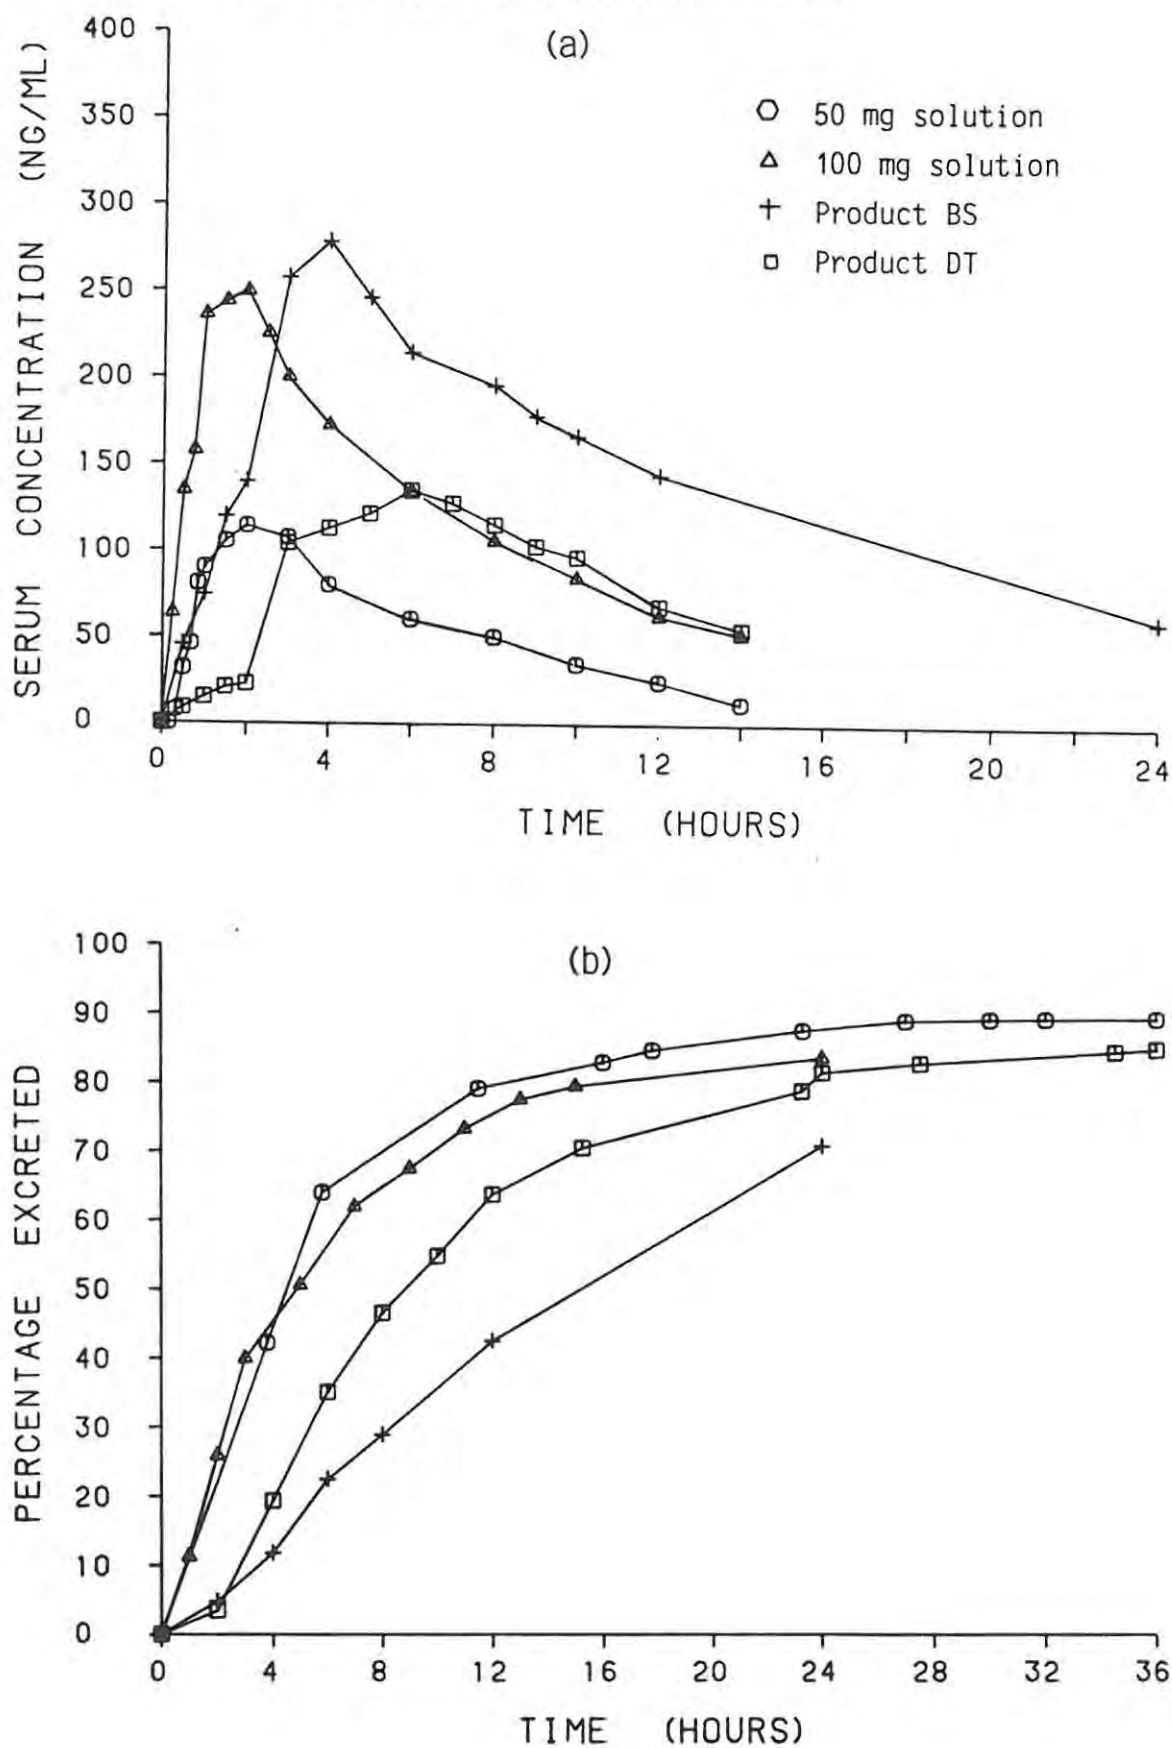 (a)
SERUM CONCENTRATION (NG/ML)
400
350
300
250
200
150
100
50
0
50 mg solution
100 mg solution
Product BS
Product DT
0 4 8 12 16 20 24
TIME (HOURS)
(b)
PERCENTAGE EXCRETED
100
90
80
70
60
50
40
30
20
10
0
0 4 8 12 16 20 24 28 32 36
TIME (HOURS)